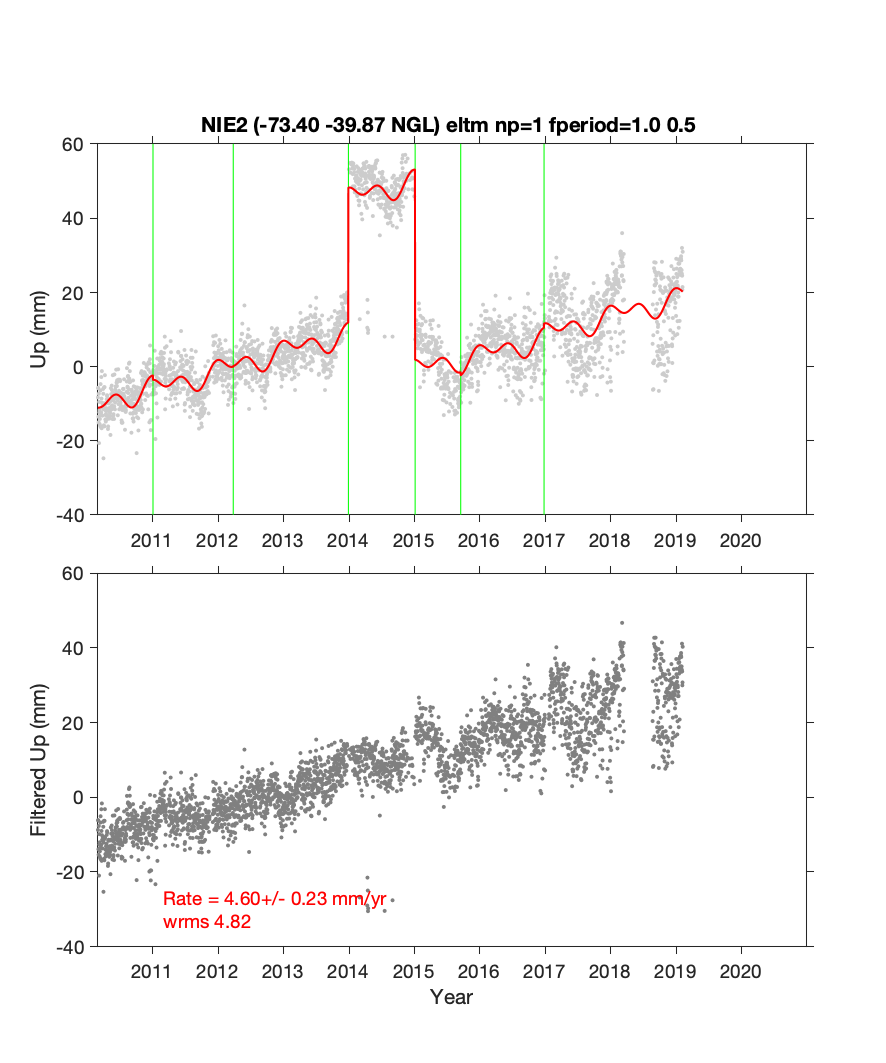 NIE2 (-73.40 -39.87 NGL) eltm np=1 fperiod=1.0 0.5
60
40
20
0
-20
-40
Up (mm)
2011 2012 2013 2014 2015 2016 2017 2018 2019 2020
60
40
20
0
-20
-40
Filtered Up (mm)
Rate = 4.60+/- 0.23 mm/yr
wrms 4.82
2011 2012 2013 2014 2015 2016 2017 2018 2019 2020
Year